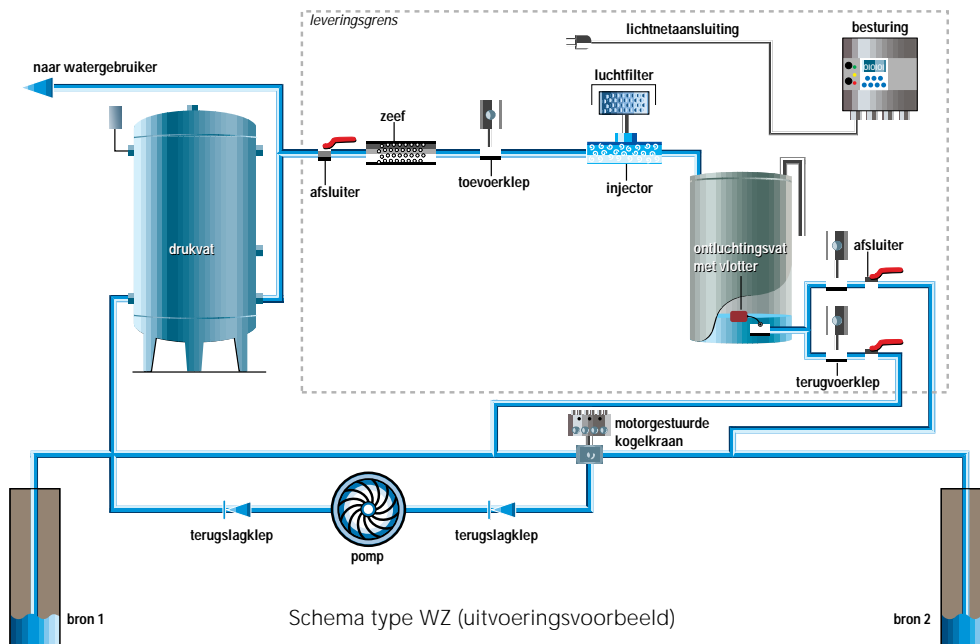 leveringsgrens
lichtnetaansluiting
besturing
naar watergebruiker
luchtfilter
zeef
afsluiter
toevoerklep
injector
drukvat
ontluchtingsvat
met vlotter
afsluiter
terugvoerklep
motorgestuurde
kogelkraan
terugslagklep
terugslagklep
pomp
bron 1
Schema type WZ (uitvoeringsvoorbeeld)
bron 2